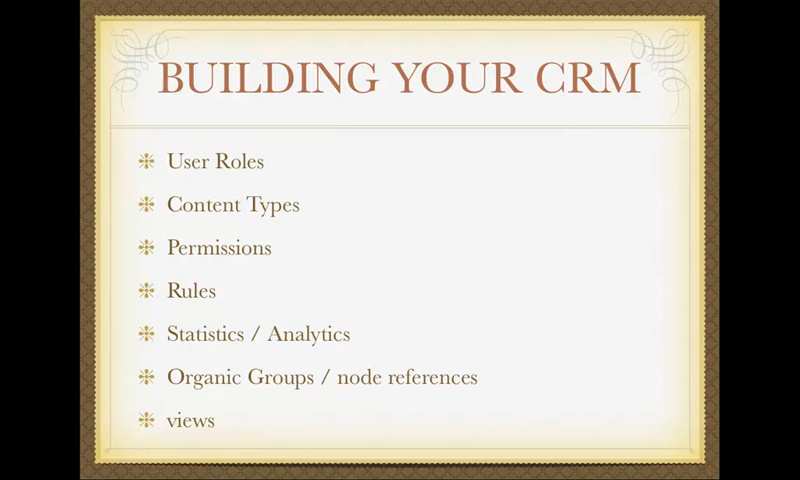 BUILDING YOUR CRM
User Roles
Content Types
Permissions
Rules
Statistics / Analytics
Organic Groups / node references
views